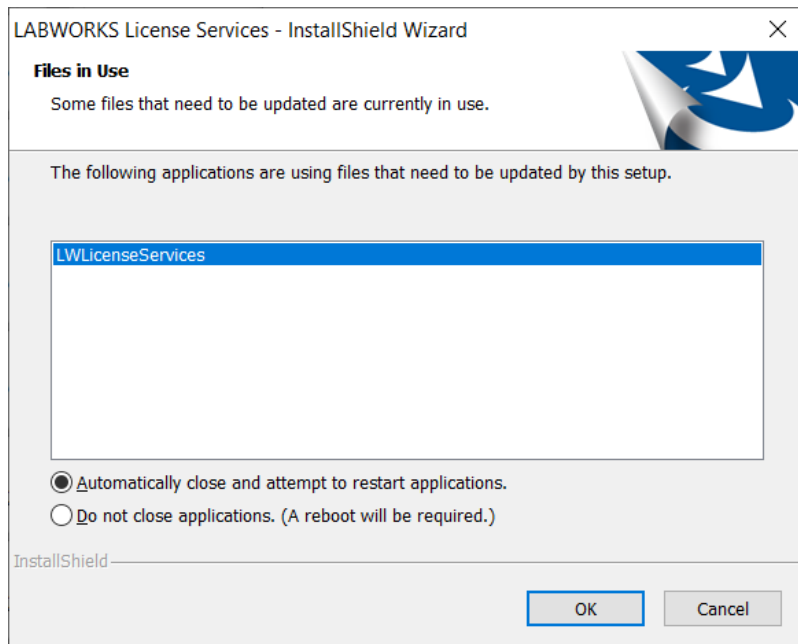 LABWORKS License Services - InstallShield Wizard
Files in Use
Some files that need to be updated are currently in use.
The following applications are using files that need to be updated by this setup.
LWLicenseServices
Automatically close and attempt to restart applications.
Do not close applications. (A reboot will be required.)
InstallShield
OK Cancel